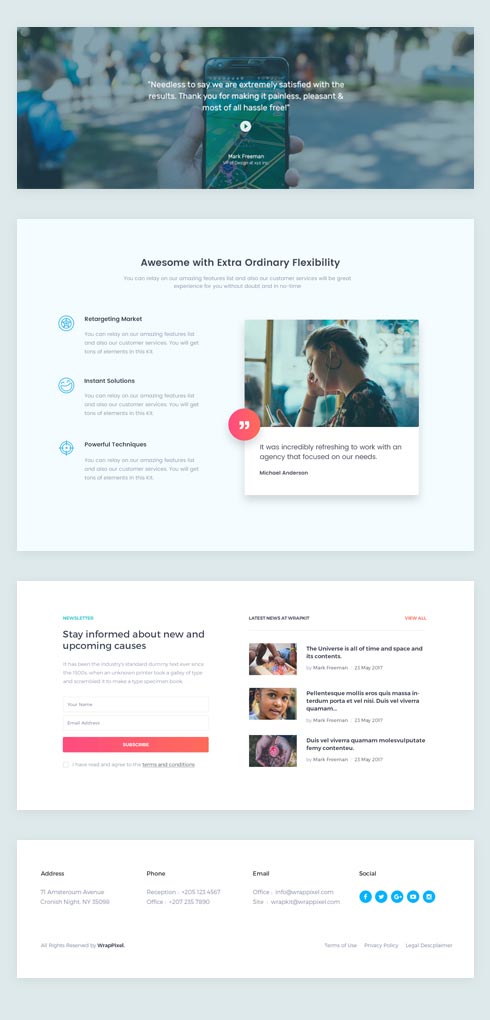 "Needless to say we are extremely satisfied with the
results. Thank you for making it painless, pleasant &
most of all hassle free!"
Mark Freeman
VP of Design at xyz inc
Awesome with Extra Ordinary Flexibility
You can relay on our amazing features list and also our customer services will be great
experience for you without doubt and in no-time
Retargeting Market
You can relay on our amazing features list
and also our customer services. You will get
tons of elements in this Kit.
Instant Solutions
You can relay on our amazing features list
and also our customer services. You will get
tons of elements in this Kit.
Powerful Techniques
You can relay on our amazing features list
and also our customer services. You will get
tons of elements in this Kit.
It was incredibly refreshing to work with an
agency that focused on our needs.
Michael Anderson
NEWSLETTER
Stay informed about new and
upcoming causes
It has been the industry's standard dummy text ever since
the 1500s, when an unknown printer took a galley of type
and scrambled it to make a type specimen book.
Your Name
Email Address
SUBSCRIBE
I have read and agree to the terms and conditions
LATEST NEWS AT WRAPKIT
VIEW ALL
The Universe is all of time and space and
its contents.
by Mark Freeman | 23 May 2017
Pellentesque mollis eros quis massa in-
terdum porta et vel nisi. Duis vel viverra
quamam...
by Mark Freeman | 23 May 2017
Duis vel viverra quamam molesvulputate
femy contenteu.
by Mark Freeman | 23 May 2017
Address
71 Amsteroum Avenue
Cronish Night, NY 35098
Phone
Reception : +205 123 4567
Office : +207 235 7890
Email
Office : info@wrappixel.com
Site : wrapkit@wrappixel.com
Social
All Rights Reserved by WrapPixel.
Terms of Use
Privacy Policy
Legal Descplaimer